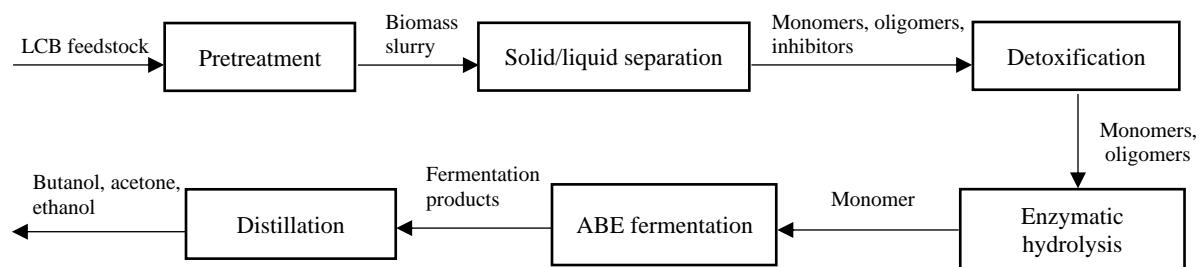 LCB feedstock
Pretreatment
Biomass
slurry
Solid/liquid separation
Monomers, oligomers,
inhibitors
Detoxification
Monomers,
oligomers
Enzymatic
hydrolysis
Monomer
ABE fermentation
Fermentation
products
Distillation
Butanol, acetone,
ethanol